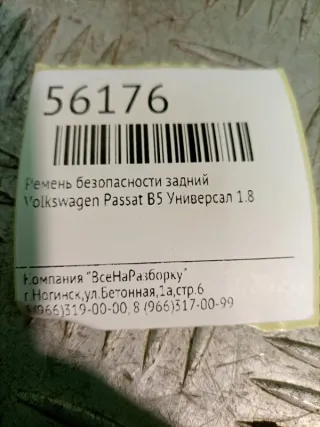 56176
Ремень безопасности задний
Volkswagen Passat B5 Универсал 1.8
Компания "ВсеНаРазборку"
г.Ногинск,ул.Бетонная,1а,стр.6
8(966)319-00-00, 8 (966)317-00-99